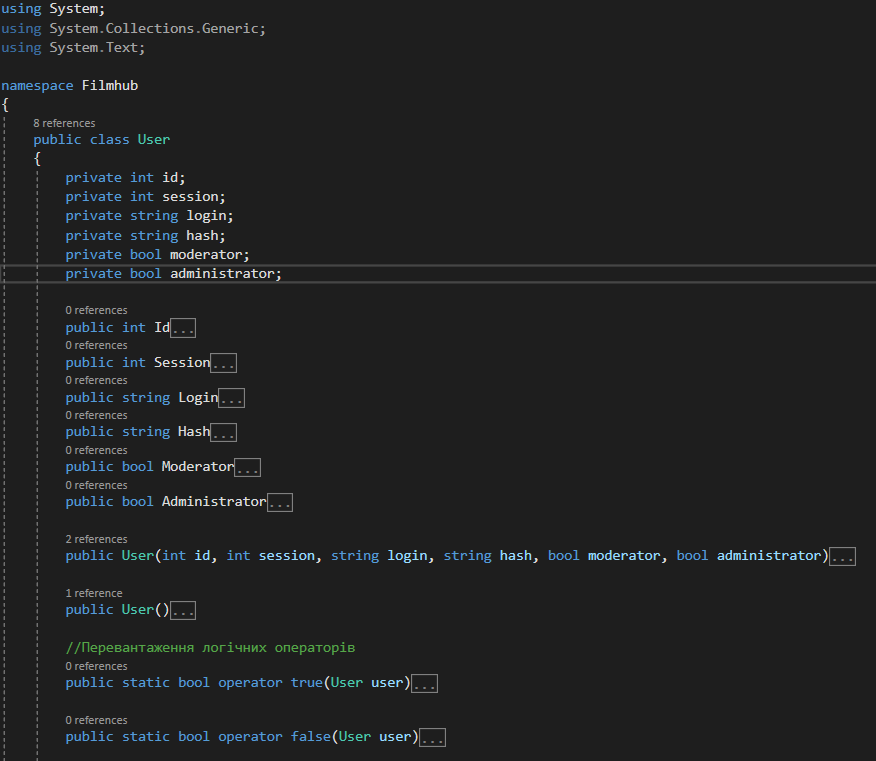 using System;
using System.Collections.Generic;
using System.Text;
namespace Filmhub
{
8 references
public class User
{
private int id;
private int session;
private string login;
private string hash;
private bool moderator;
private bool administrator;
0 references
public int Id...
0 references
public int Session...
0 references
public string Login...
0 references
public string Hash...
0 references
public bool Moderator...
0 references
public bool Administrator...
2 references
public User(int id, int session, string login, string hash, bool moderator, bool administrator)...
1 reference
public User()...
//Перевантаження логічних операторів
0 references
public static bool operator true(User user)...
0 references
public static bool operator false(User user)...